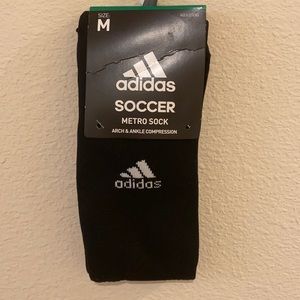 SIZE:
M
adidas
SOCCER
METRO SOCK
ARCH & ANKLE COMPRESSION
adidas